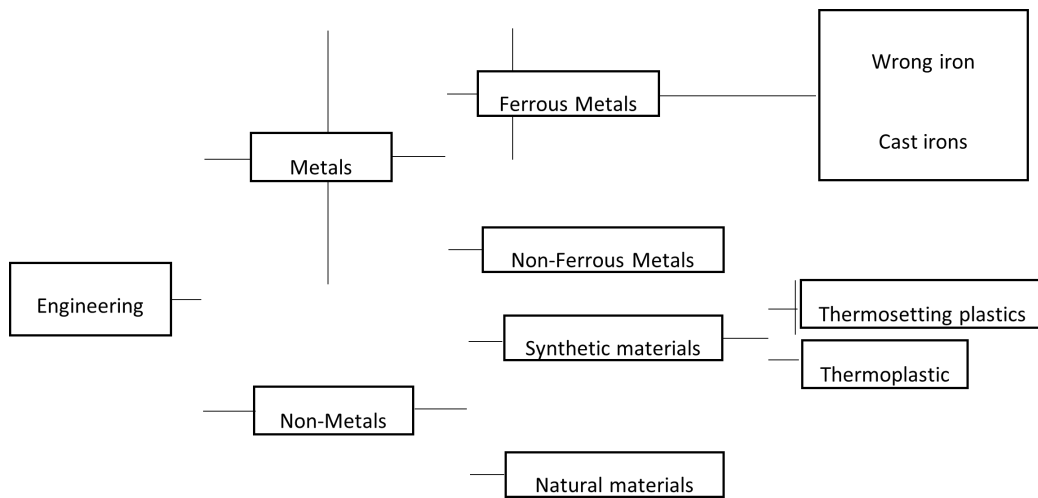 Wrong iron
Ferrous Metals
Cast irons
Metals
Non-Ferrous Metals
Engineering
Thermosetting plastics
Synthetic materials
Thermoplastic
Non-Metals
Natural materials